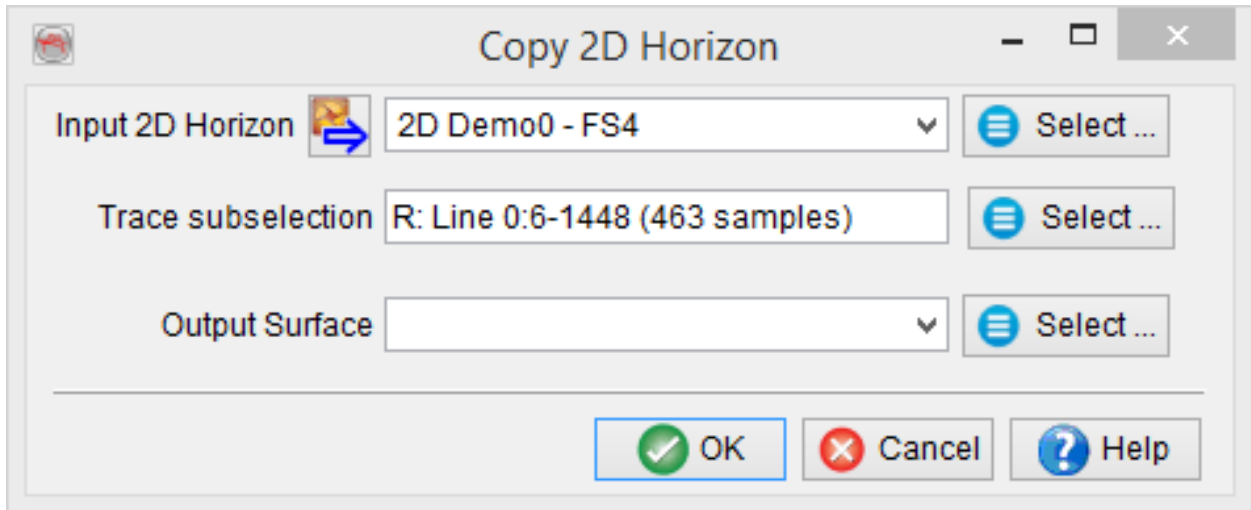 Copy 2D Horizon
Input 2D Horizon 2D Demo0 - FS4 Select ...
Trace subselection R: Line 0:6-1448 (463 samples) Select ...
Output Surface Select ...
OK Cancel Help